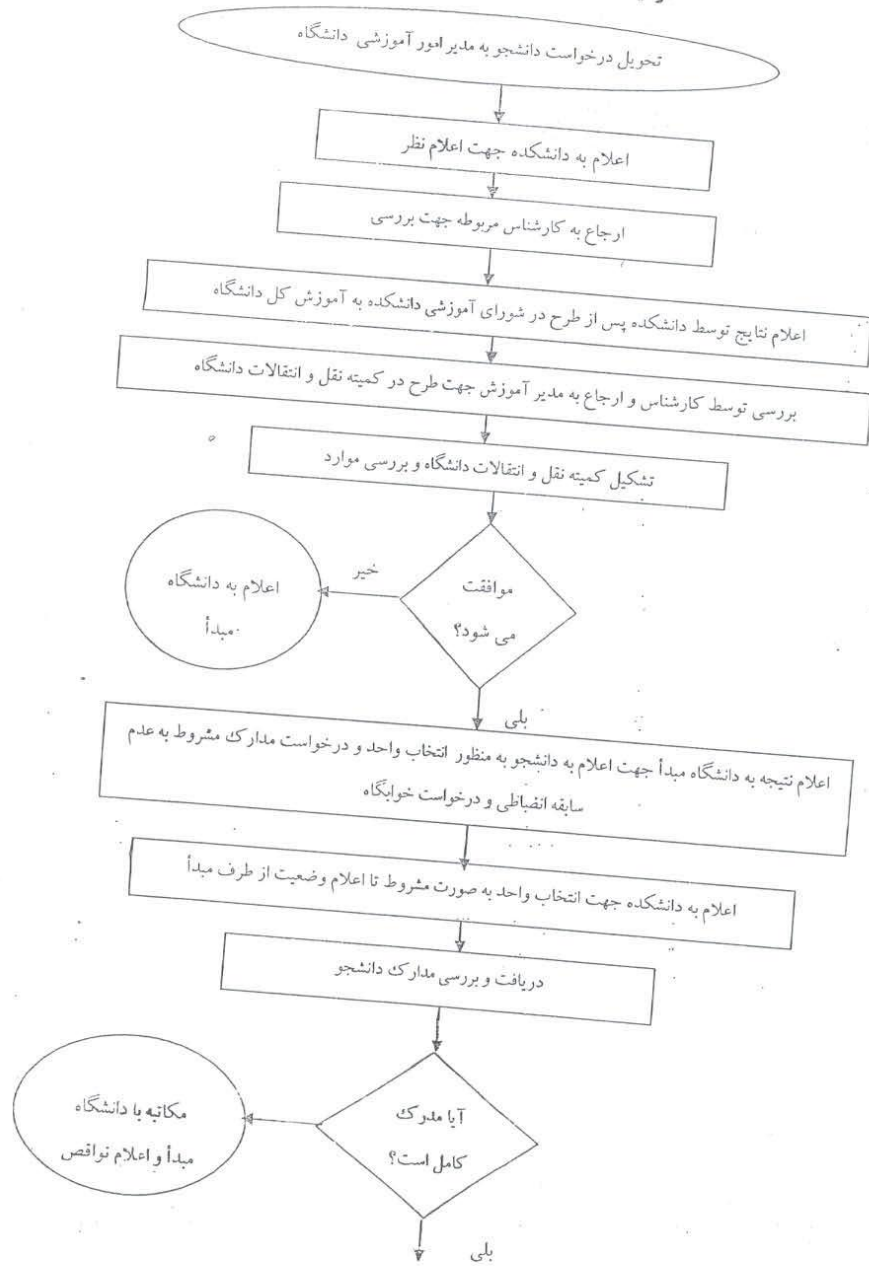 تحویل درخواست دانشجو به مدیر امور آموزشی دانشگاه
اعلام به دانشکده جهت اعلام نظر
ارجاع به کارشناس مربوطه جهت بررسی
اعلام نتایج توسط دانشکده پس از طرح در شورای آموزشی دانشکده به آموزش کل دانشگاه
بررسی توسط کارشناس و ارجاع به مدیر آموزش جهت طرح در کمیته نقل و انتقالات دانشگاه
تشکیل کمیته نقل و انتقالات دانشگاه و بررسی موارد
موافقت
می شود؟
خیر
اعلام به دانشگاه
مبدأ
بلی
اعلام نتیجه به دانشگاه مبدأ جهت اعلام به دانشجو به منظور انتخاب واحد و درخواست مدارک مشروط به عدم
سابقه انضباطی و درخواست خوابگاه
اعلام به دانشکده جهت انتخاب واحد به صورت مشروط تا اعلام وضعیت از طرف مبدأ
دریافت و بررسی مدارک دانشجو
آیا مدرک
کامل است؟
مکاتبه با دانشگاه
مبدأ و اعلام نواقص
بلی